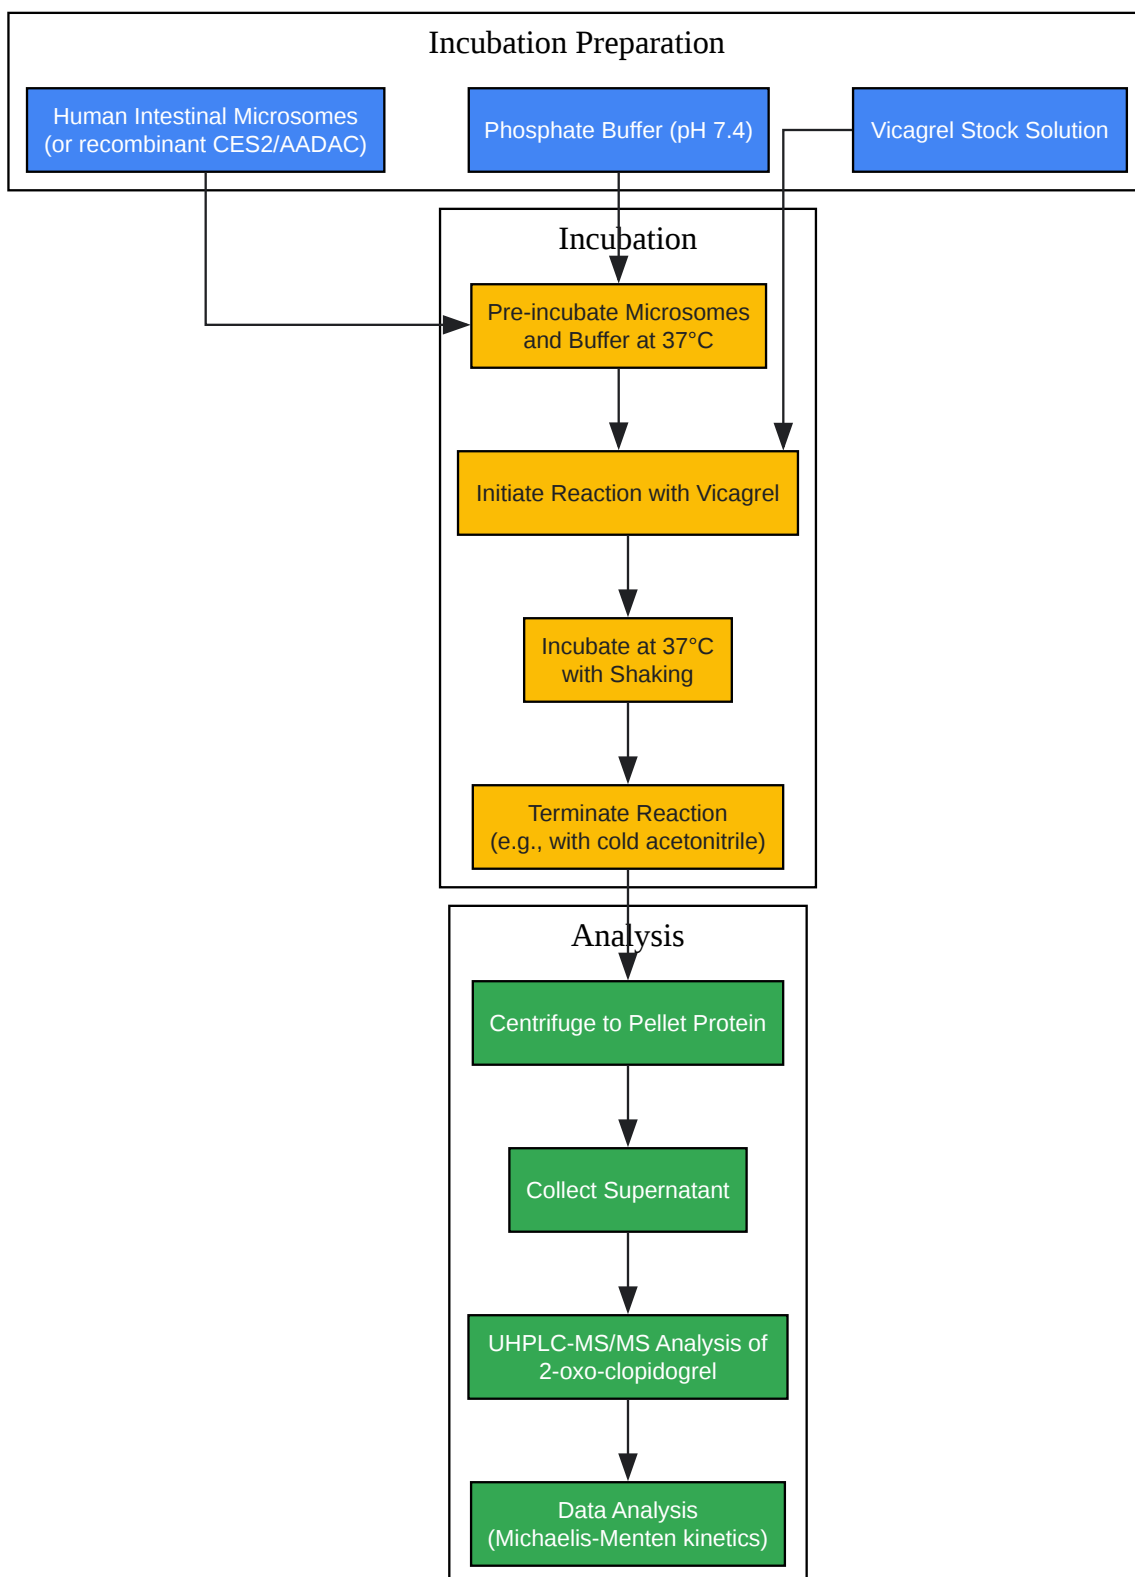 Incubation Preparation
Human Intestinal Microsomes
(or recombinant CES2/AADAC)
Phosphate Buffer (pH 7.4)
Vicagrel Stock Solution
Incubation
Pre-incubate Microsomes
and Buffer at 37°C
Initiate Reaction with Vicagrel
Incubate at 37°C
with Shaking
Terminate Reaction
(e.g., with cold acetonitrile)
Analysis
Centrifuge to Pellet Protein
Collect Supernatant
UHPLC-MS/MS Analysis of
2-oxo-clopidogrel
Data Analysis
(Michaelis-Menten kinetics)